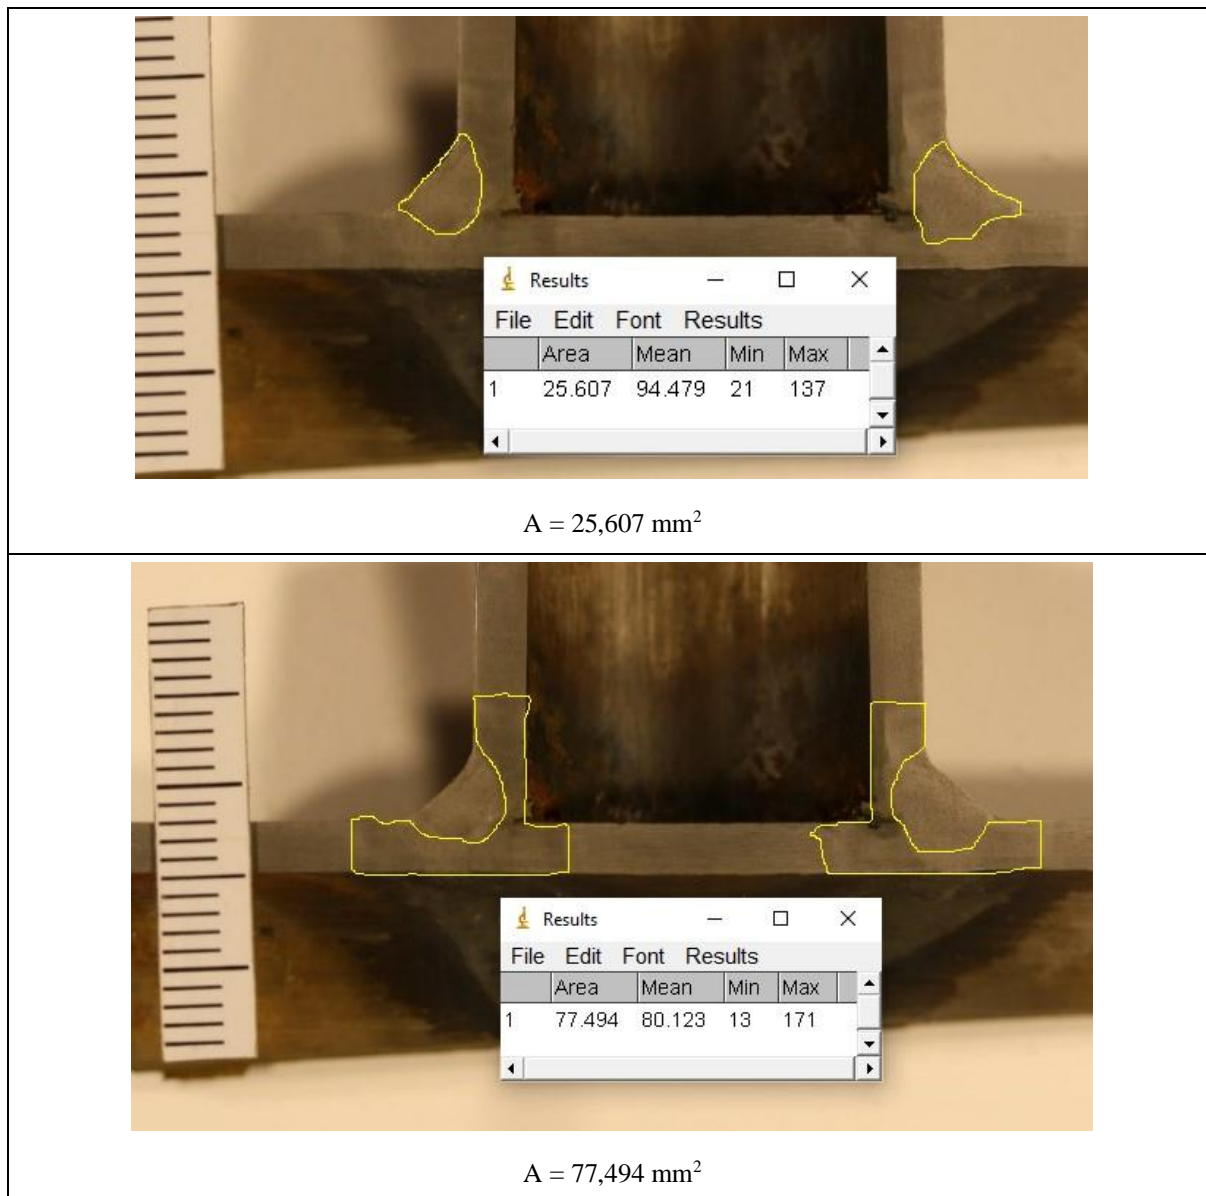 Results
File Edit Font Results
Area Mean Min Max
1 25.607 94.479 21 137
A = 25,607 mm²
Results
File Edit Font Results
Area Mean Min Max
1 77.494 80.123 13 171
A = 77,494 mm²